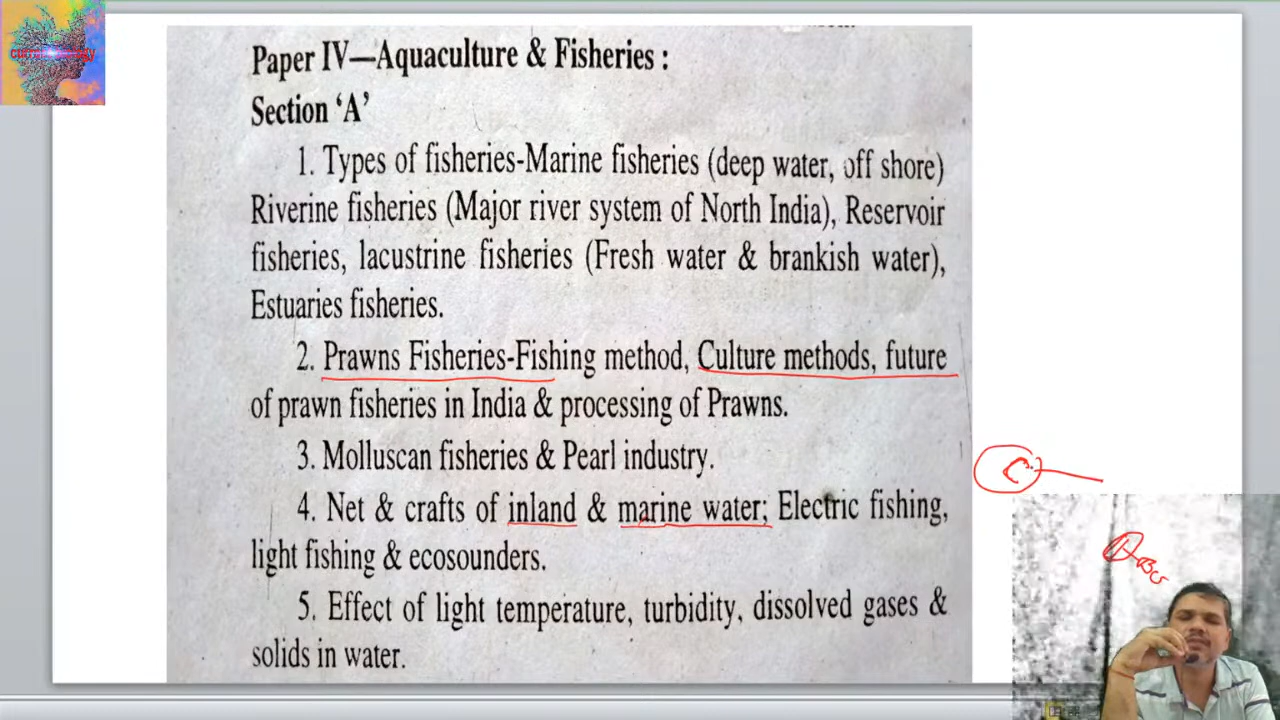 Paper IV—Aquaculture & Fisheries :
Section ‘A’
1. Types of fisheries-Marine fisheries (deep water, off shore)
Riverine fisheries (Major river system of North India), Reservoir
fisheries, lacustrine fisheries (Fresh water & brankish water),
Estuaries fisheries.
2. Prawns Fisheries-Fishing method, Culture methods, future
of prawn fisheries in India & processing of Prawns.
3. Molluscan fisheries & Pearl industry.
4. Net & crafts of inland & marine water; Electric fishing,
light fishing & ecosounders.
5. Effect of light temperature, turbidity, dissolved gases &
solids in water.